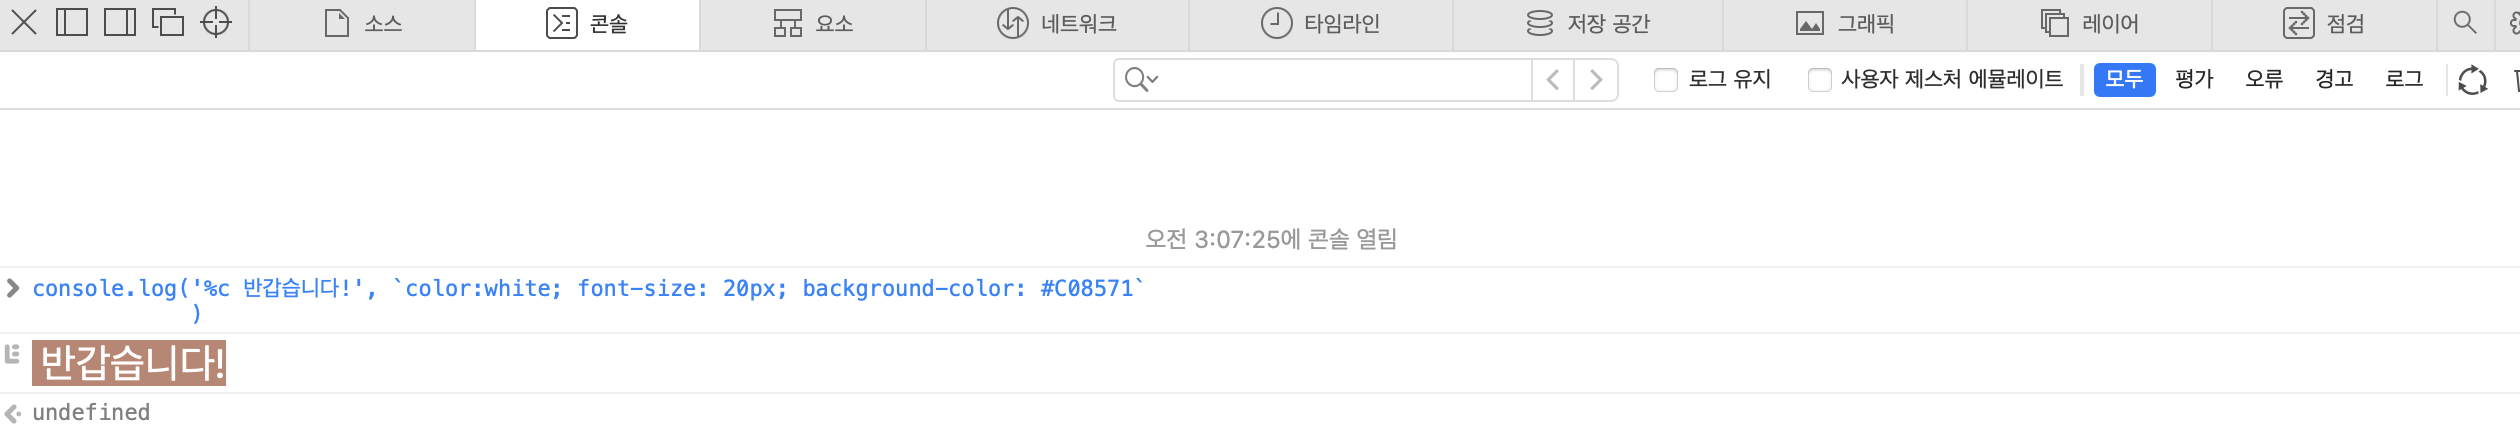 소스 콘솔 요소 네트워크 타임라인 저장 공간 그래픽 레이어 점검
로그 유지 사용자 제스처 에뮬레이트 모두 평가 오류 경고 로그
오전 3:07:25에 콘솔 열림
console.log('%c 반갑습니다!', `color:white; font-size: 20px; background-color: #C08571`
)
반갑습니다!
undefined